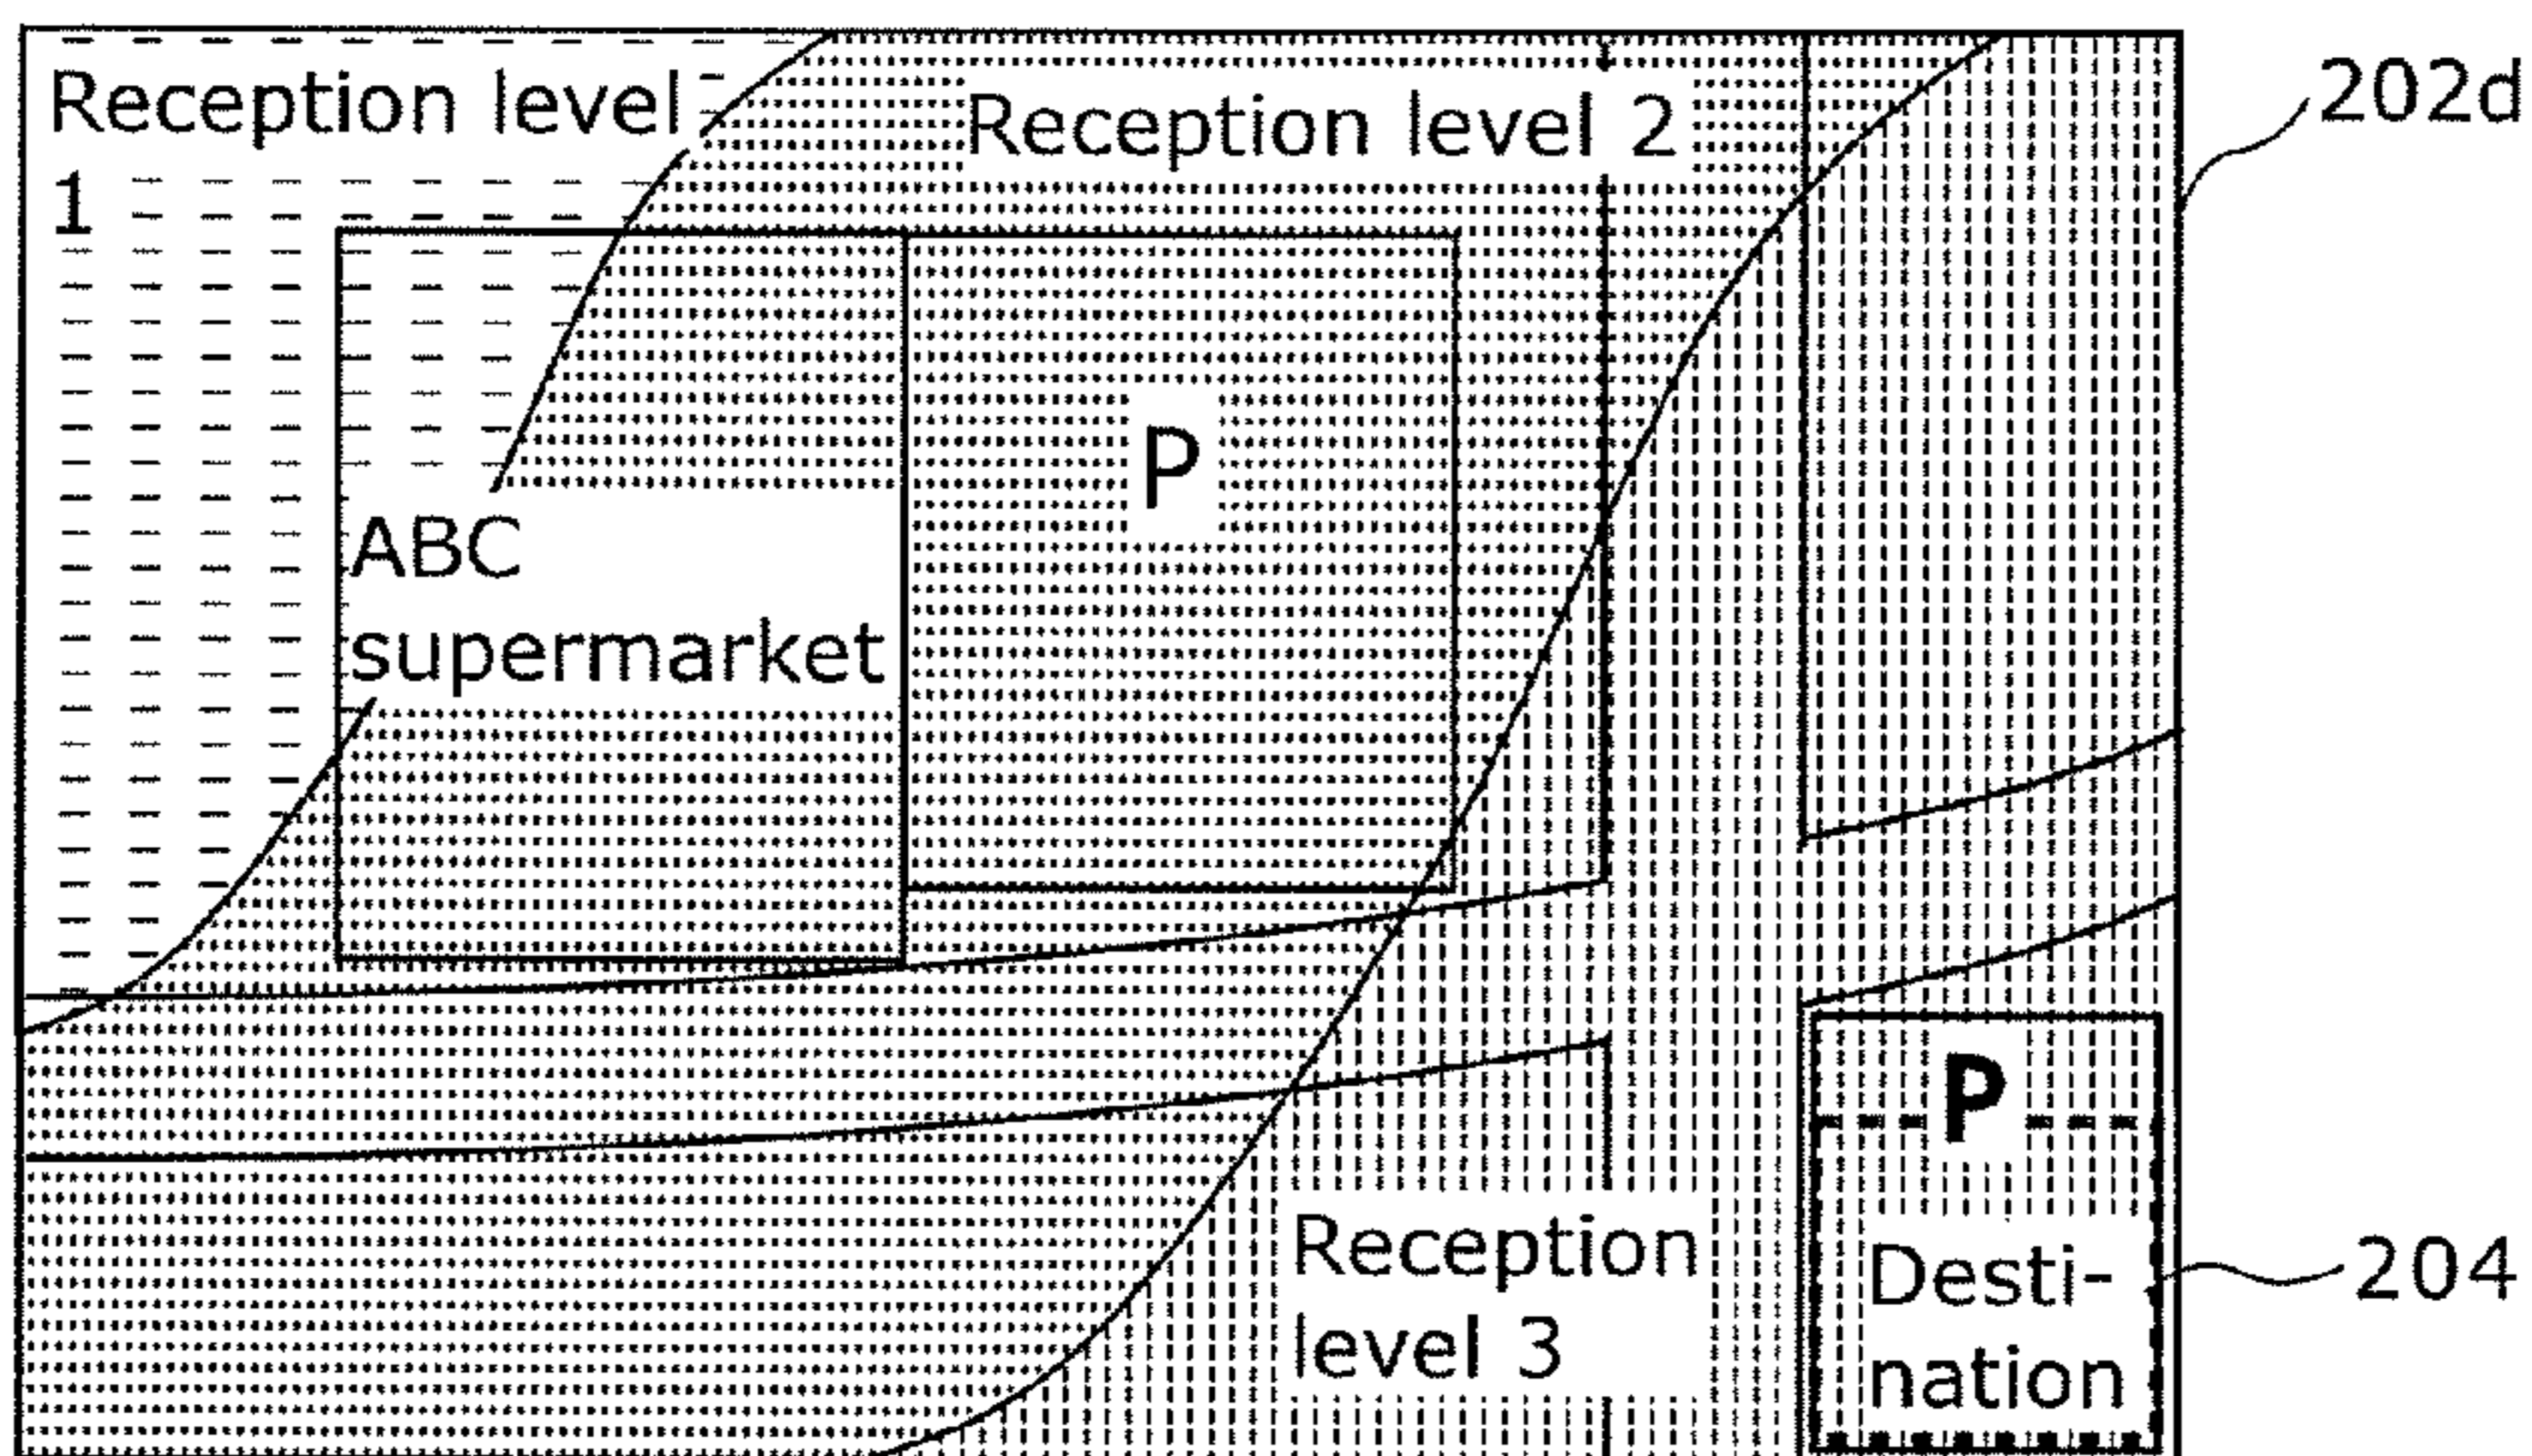 Reception level
1
Reception level 2
202d
P
ABC
supermarket
P
Reception
level 3
Desti-
nation
204